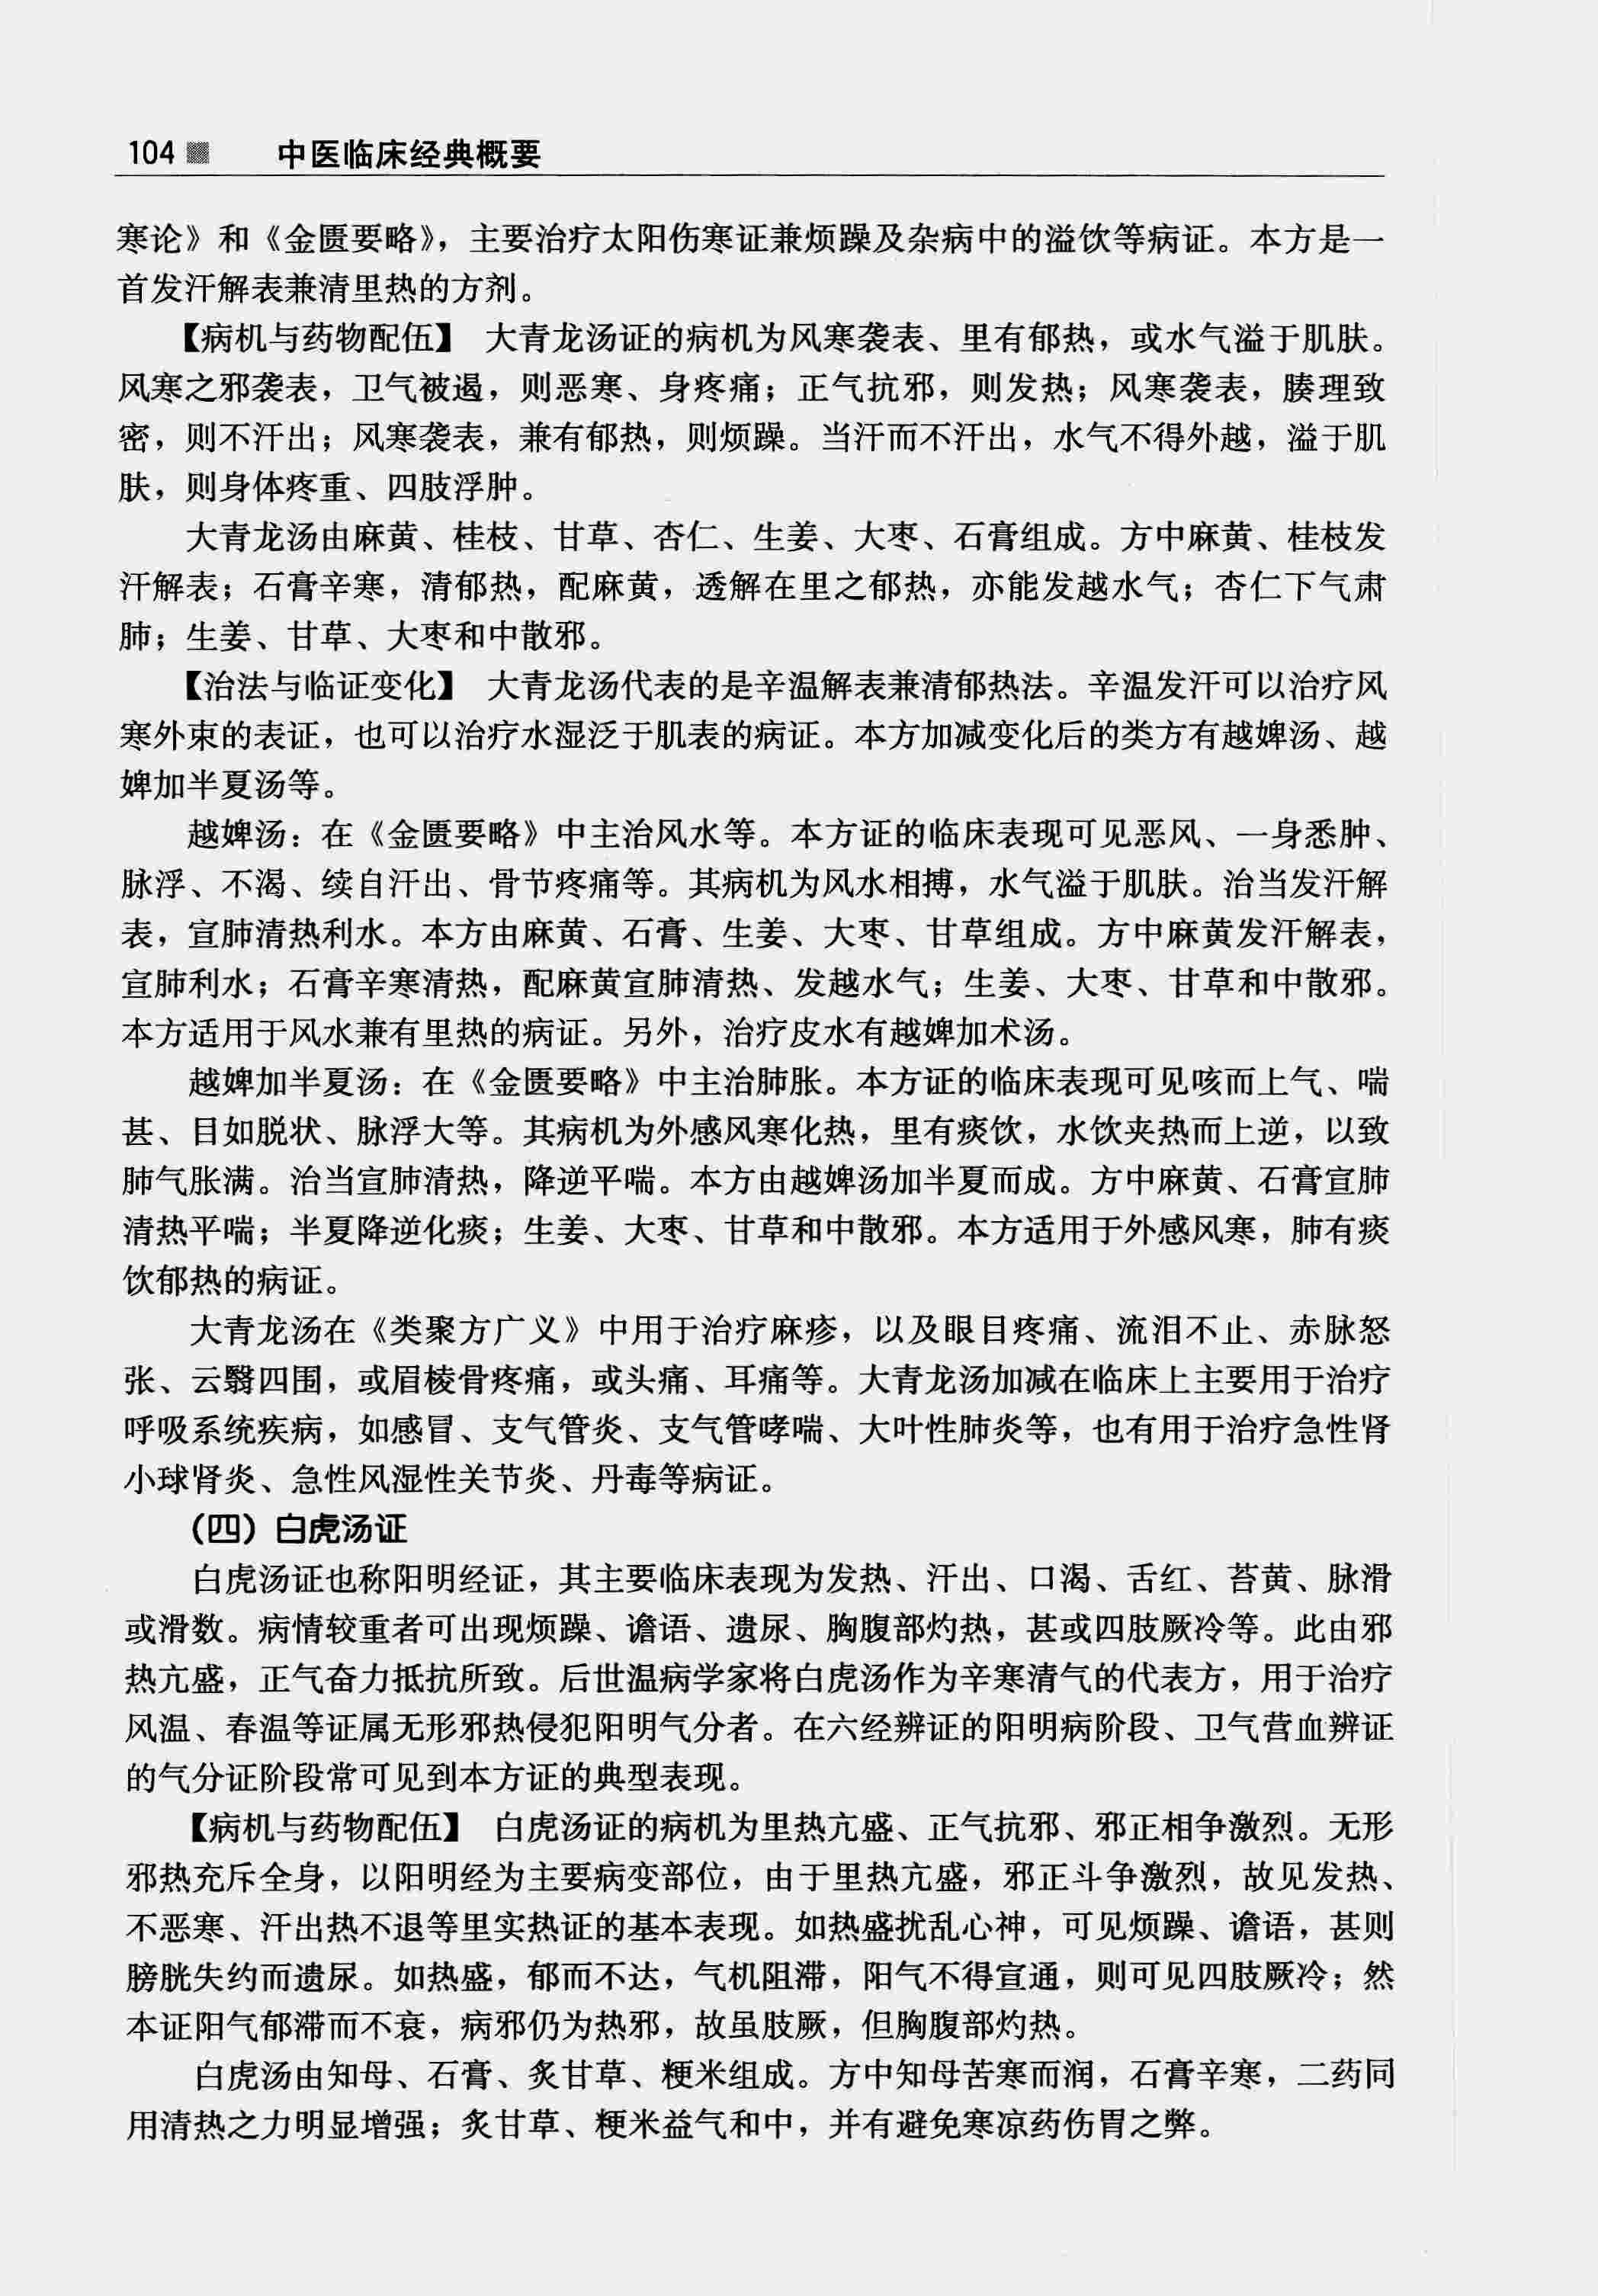 104 中医临床经典概要
寒论》和《金匮要略》，主要治疗太阳伤寒证兼烦躁及杂病中的溢饮等病证。本方是一
首发汗解表兼清里热的方剂。
【病机与药物配伍】 大青龙汤证的病机为风寒袭表、里有郁热，或水气溢于肌肤。
风寒之邪袭表，卫气被遏，则恶寒、身疼痛；正气抗邪，则发热；风寒袭表，腠理致
密，则不汗出；风寒袭表，兼有郁热，则烦躁。当汗而不汗出，水气不得外越，溢于肌
肤，则身体疼重、四肢浮肿。
大青龙汤由麻黄、桂枝、甘草、杏仁、生姜、大枣、石膏组成。方中麻黄、桂枝发
汗解表；石膏辛寒，清郁热，配麻黄，透解在里之郁热，亦能发越水气；杏仁下气肃
肺；生姜、甘草、大枣和中散邪。
【治法与临证变化】 大青龙汤代表的是辛温解表兼清郁热法。辛温发汗可以治疗风
寒外束的表证，也可以治疗水湿泛于肌表的病证。本方加减变化后的类方有越婢汤、越
婢加半夏汤等。
越婢汤：在《金匮要略》中主治风水等。本方证的临床表现可见恶风、一身悉肿、
脉浮、不渴、续自汗出、骨节疼痛等。其病机为风水相搏，水气溢于肌肤。治当发汗解
表，宣肺清热利水。本方由麻黄、石膏、生姜、大枣、甘草组成。方中麻黄发汗解表，
宣肺利水；石膏辛寒清热，配麻黄宣肺清热、发越水气；生姜、大枣、甘草和中散邪。
本方适用于风水兼有里热的病证。另外，治疗皮水有越婢加术汤。
越婢加半夏汤：在《金匮要略》中主治肺胀。本方证的临床表现可见咳而上气、喘
甚、目如脱状、脉浮大等。其病机为外感风寒化热，里有痰饮，水饮夹热而上逆，以致
肺气胀满。治当宣肺清热，降逆平喘。本方由越婢汤加半夏而成。方中麻黄、石膏宣肺
清热平喘；半夏降逆化痰；生姜、大枣、甘草和中散邪。本方适用于外感风寒，肺有痰
饮郁热的病证。
大青龙汤在《类聚方广义》中用于治疗麻疹，以及眼目疼痛、流泪不止、赤脉怒
张、云翳四围，或眉棱骨疼痛，或头痛、耳痛等。大青龙汤加减在临床上主要用于治疗
呼吸系统疾病，如感冒、支气管炎、支气管哮喘、大叶性肺炎等，也有用于治疗急性肾
小球肾炎、急性风湿性关节炎、丹毒等病证。
（四）白虎汤证
白虎汤证也称阳明经证，其主要临床表现为发热、汗出、口渴、舌红、苔黄、脉滑
或滑数。病情较重者可出现烦躁、谵语、遗尿、胸腹部灼热，甚或四肢厥冷等。此由邪
热亢盛，正气奋力抵抗所致。后世温病学家将白虎汤作为辛寒清气的代表方，用于治疗
风温、春温等证属无形邪热侵犯阳明气分者。在六经辨证的阳明病阶段、卫气营血辨证
的气分证阶段常可见到本方证的典型表现。
【病机与药物配伍】 白虎汤证的病机为里热亢盛、正气抗邪、邪正相争激烈。无形
邪热充斥全身，以阳明经为主要病变部位，由于里热亢盛，邪正斗争激烈，故见发热、
不恶寒、汗出热不退等里实热证的基本表现。如热盛扰乱心神，可见烦躁、谵语，甚则
膀胱失约而遗尿。如热盛，郁而不达，气机阻滞，阳气不得宣通，则可见四肢厥冷；然
本证阳气郁滞而不衰，病邪仍为热邪，故虽肢厥，但胸腹部灼热。
白虎汤由知母、石膏、炙甘草、粳米组成。方中知母苦寒而润，石膏辛寒，二药同
用清热之力明显增强；炙甘草、粳米益气和中，并有避免寒凉药伤胃之弊。